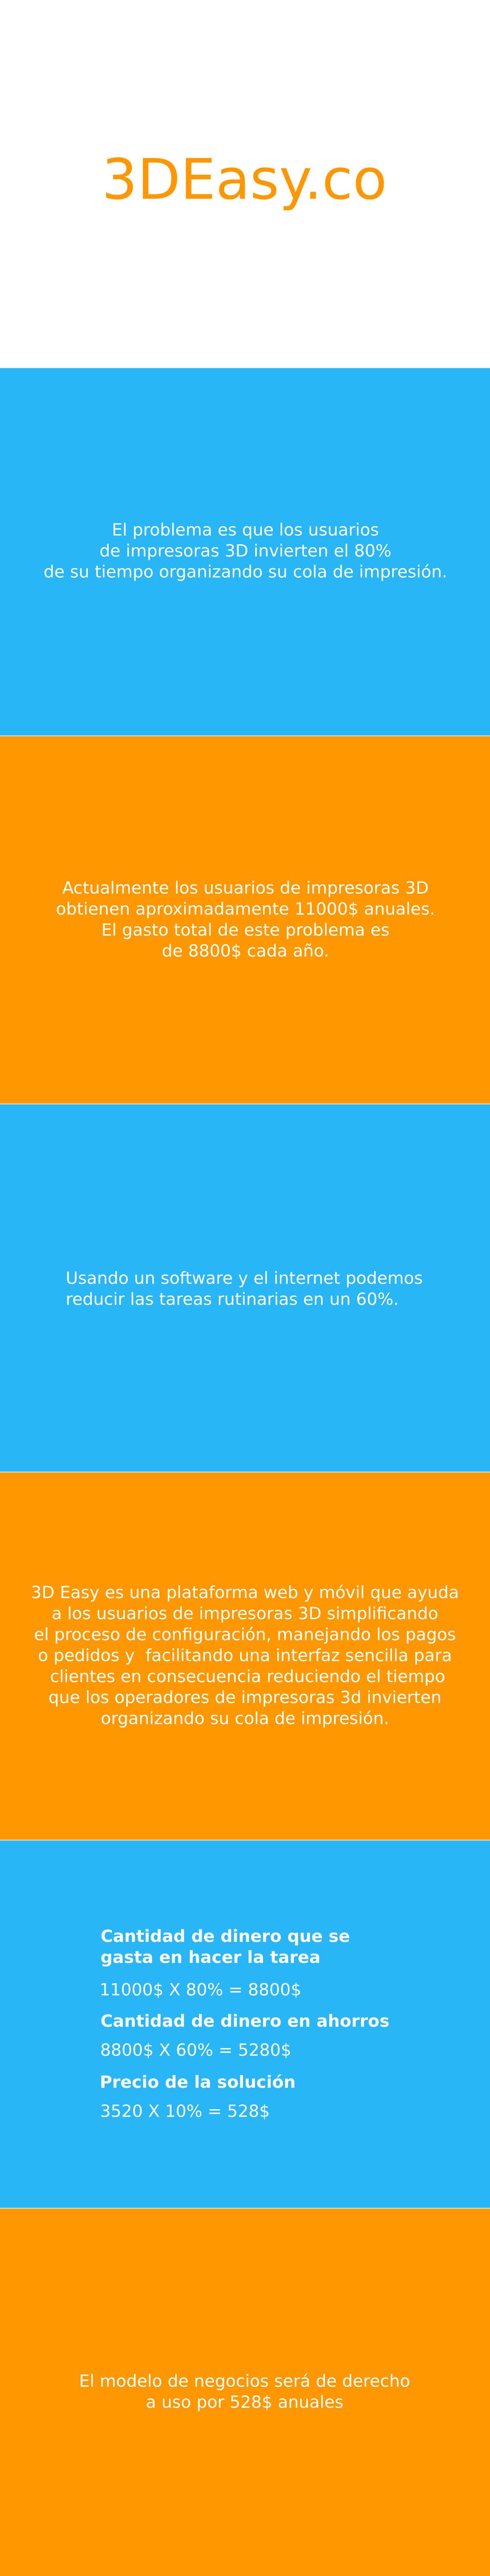 3DEasy.co
El problema es que los usuarios
de impresoras 3D invierten el 80%
de su tiempo organizando su cola de impresión.
Actualmente los usuarios de impresoras 3D
obtienen aproximadamente 11000$ anuales.
El gasto total de este problema es
de 8800$ cada año.
Usando un software y el internet podemos
reducir las tareas rutinarias en un 60%.
3D Easy es una plataforma web y móvil que ayuda
a los usuarios de impresoras 3D simplificando
el proceso de configuración, manejando los pagos
o pedidos y  facilitando una interfaz sencilla para
clientes en consecuencia reduciendo el tiempo
que los operadores de impresoras 3d invierten
organizando su cola de impresión.
Cantidad de dinero que se
gasta en hacer la tarea
11000$ X 80% = 8800$
Cantidad de dinero en ahorros
8800$ X 60% = 5280$
Precio de la solución
3520 X 10% = 528$
El modelo de negocios será de derecho
a uso por 528$ anuales